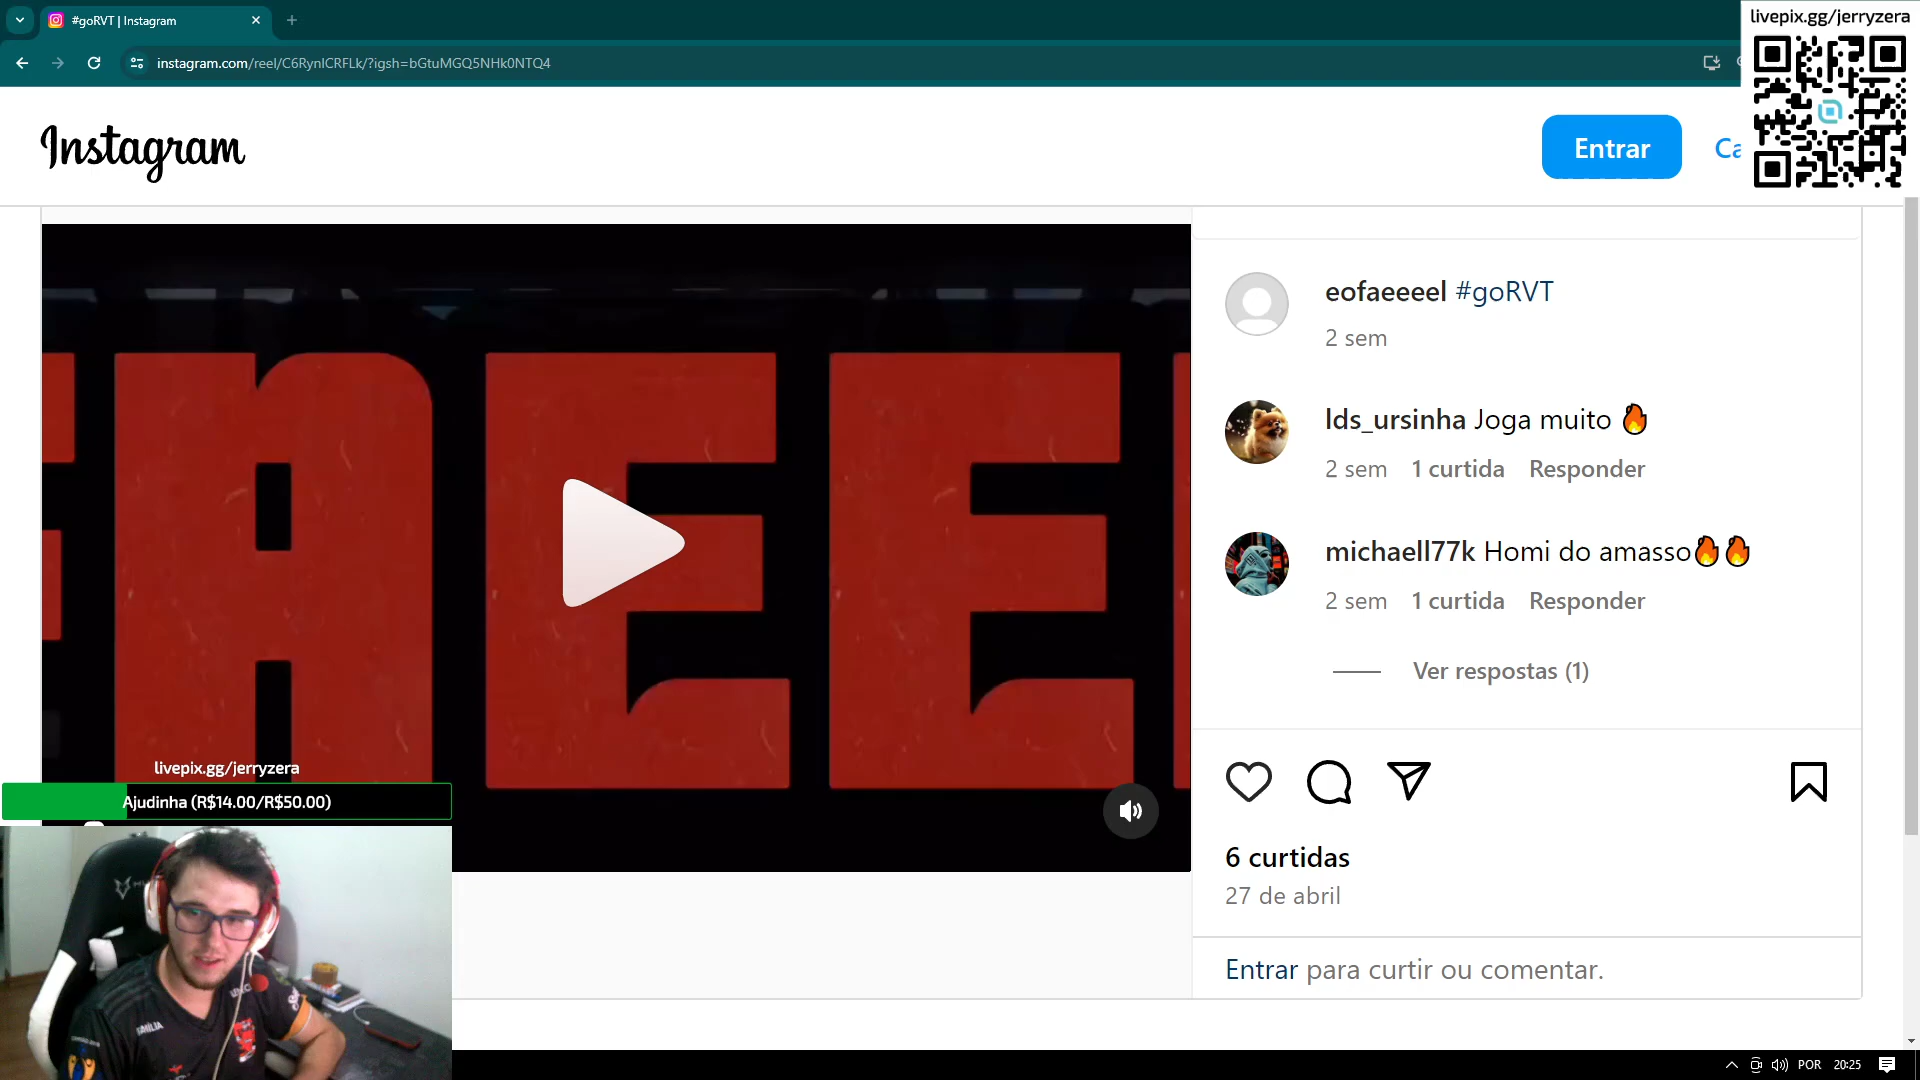 #goRVT | Instagram
livepix.gg/jerryzera
instagram.com/reel/C6RynlCRFLk/?igsh=bGtuMGQ5NHk0NTQ4
Instagram
Entrar
Ca
AEE
eofaeeeel #goRVT
2 sem
lds_ursinha Joga muito 🔥
2 sem 1 curtida Responder
michaell77k Homi do amasso🔥🔥
2 sem 1 curtida Responder
Ver respostas (1)
livepix.gg/jerryzera
Ajudinha (R$14.00/R$50.00)
6 curtidas
27 de abril
Entrar para curtir ou comentar.
POR 20:25